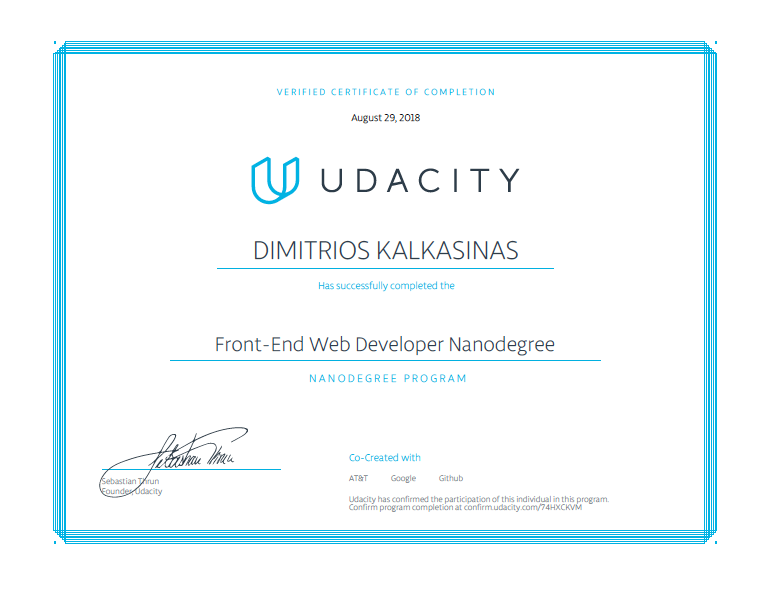 VERIFIED CERTIFICATE OF COMPLETION
August 29, 2018
UDACITY
DIMITRIOS KALKASINAS
Has successfully completed the
Front-End Web Developer Nanodegree
NANODEGREE PROGRAM
Sebastian Thrun
Sebastian Thrun
Founder, Udacity
Co-Created with
AT&T Google Github
Udacity has confirmed the participation of this individual in this program.
Confirm program completion at confirm.udacity.com/74HXCKVM